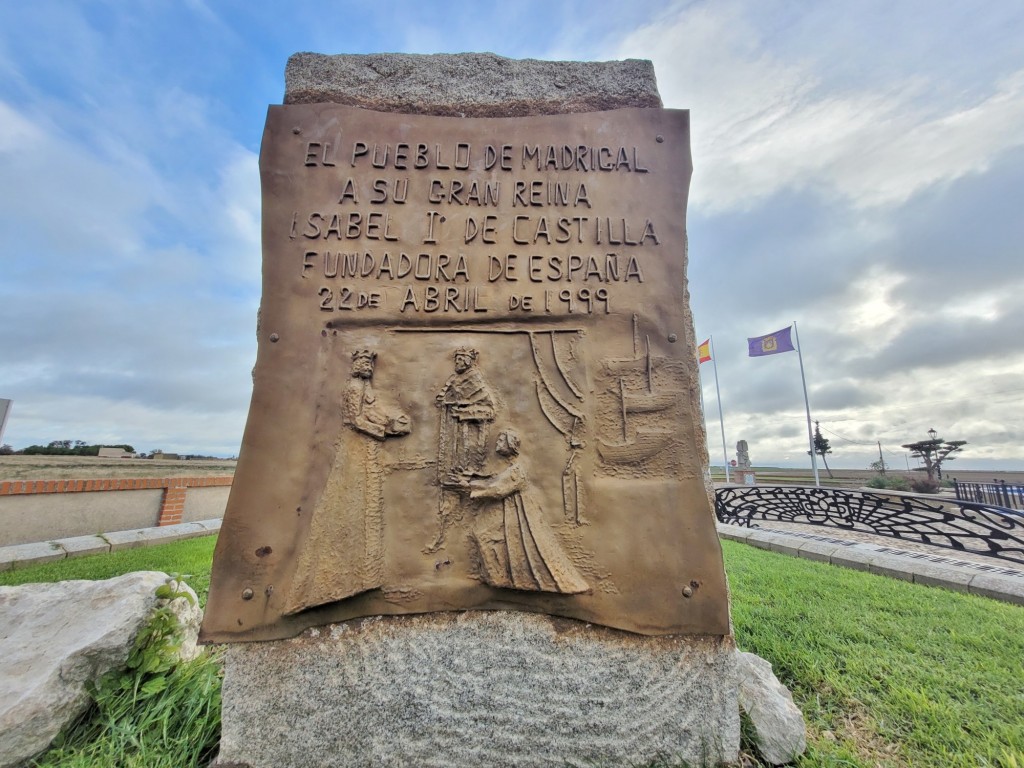 EL PUEBLO DE MADRIGAL
A SU GRAN REINA
ISABEL Iª DE CASTILLA
FUNDADORA DE ESPAÑA
22 DE ABRIL DE 1999